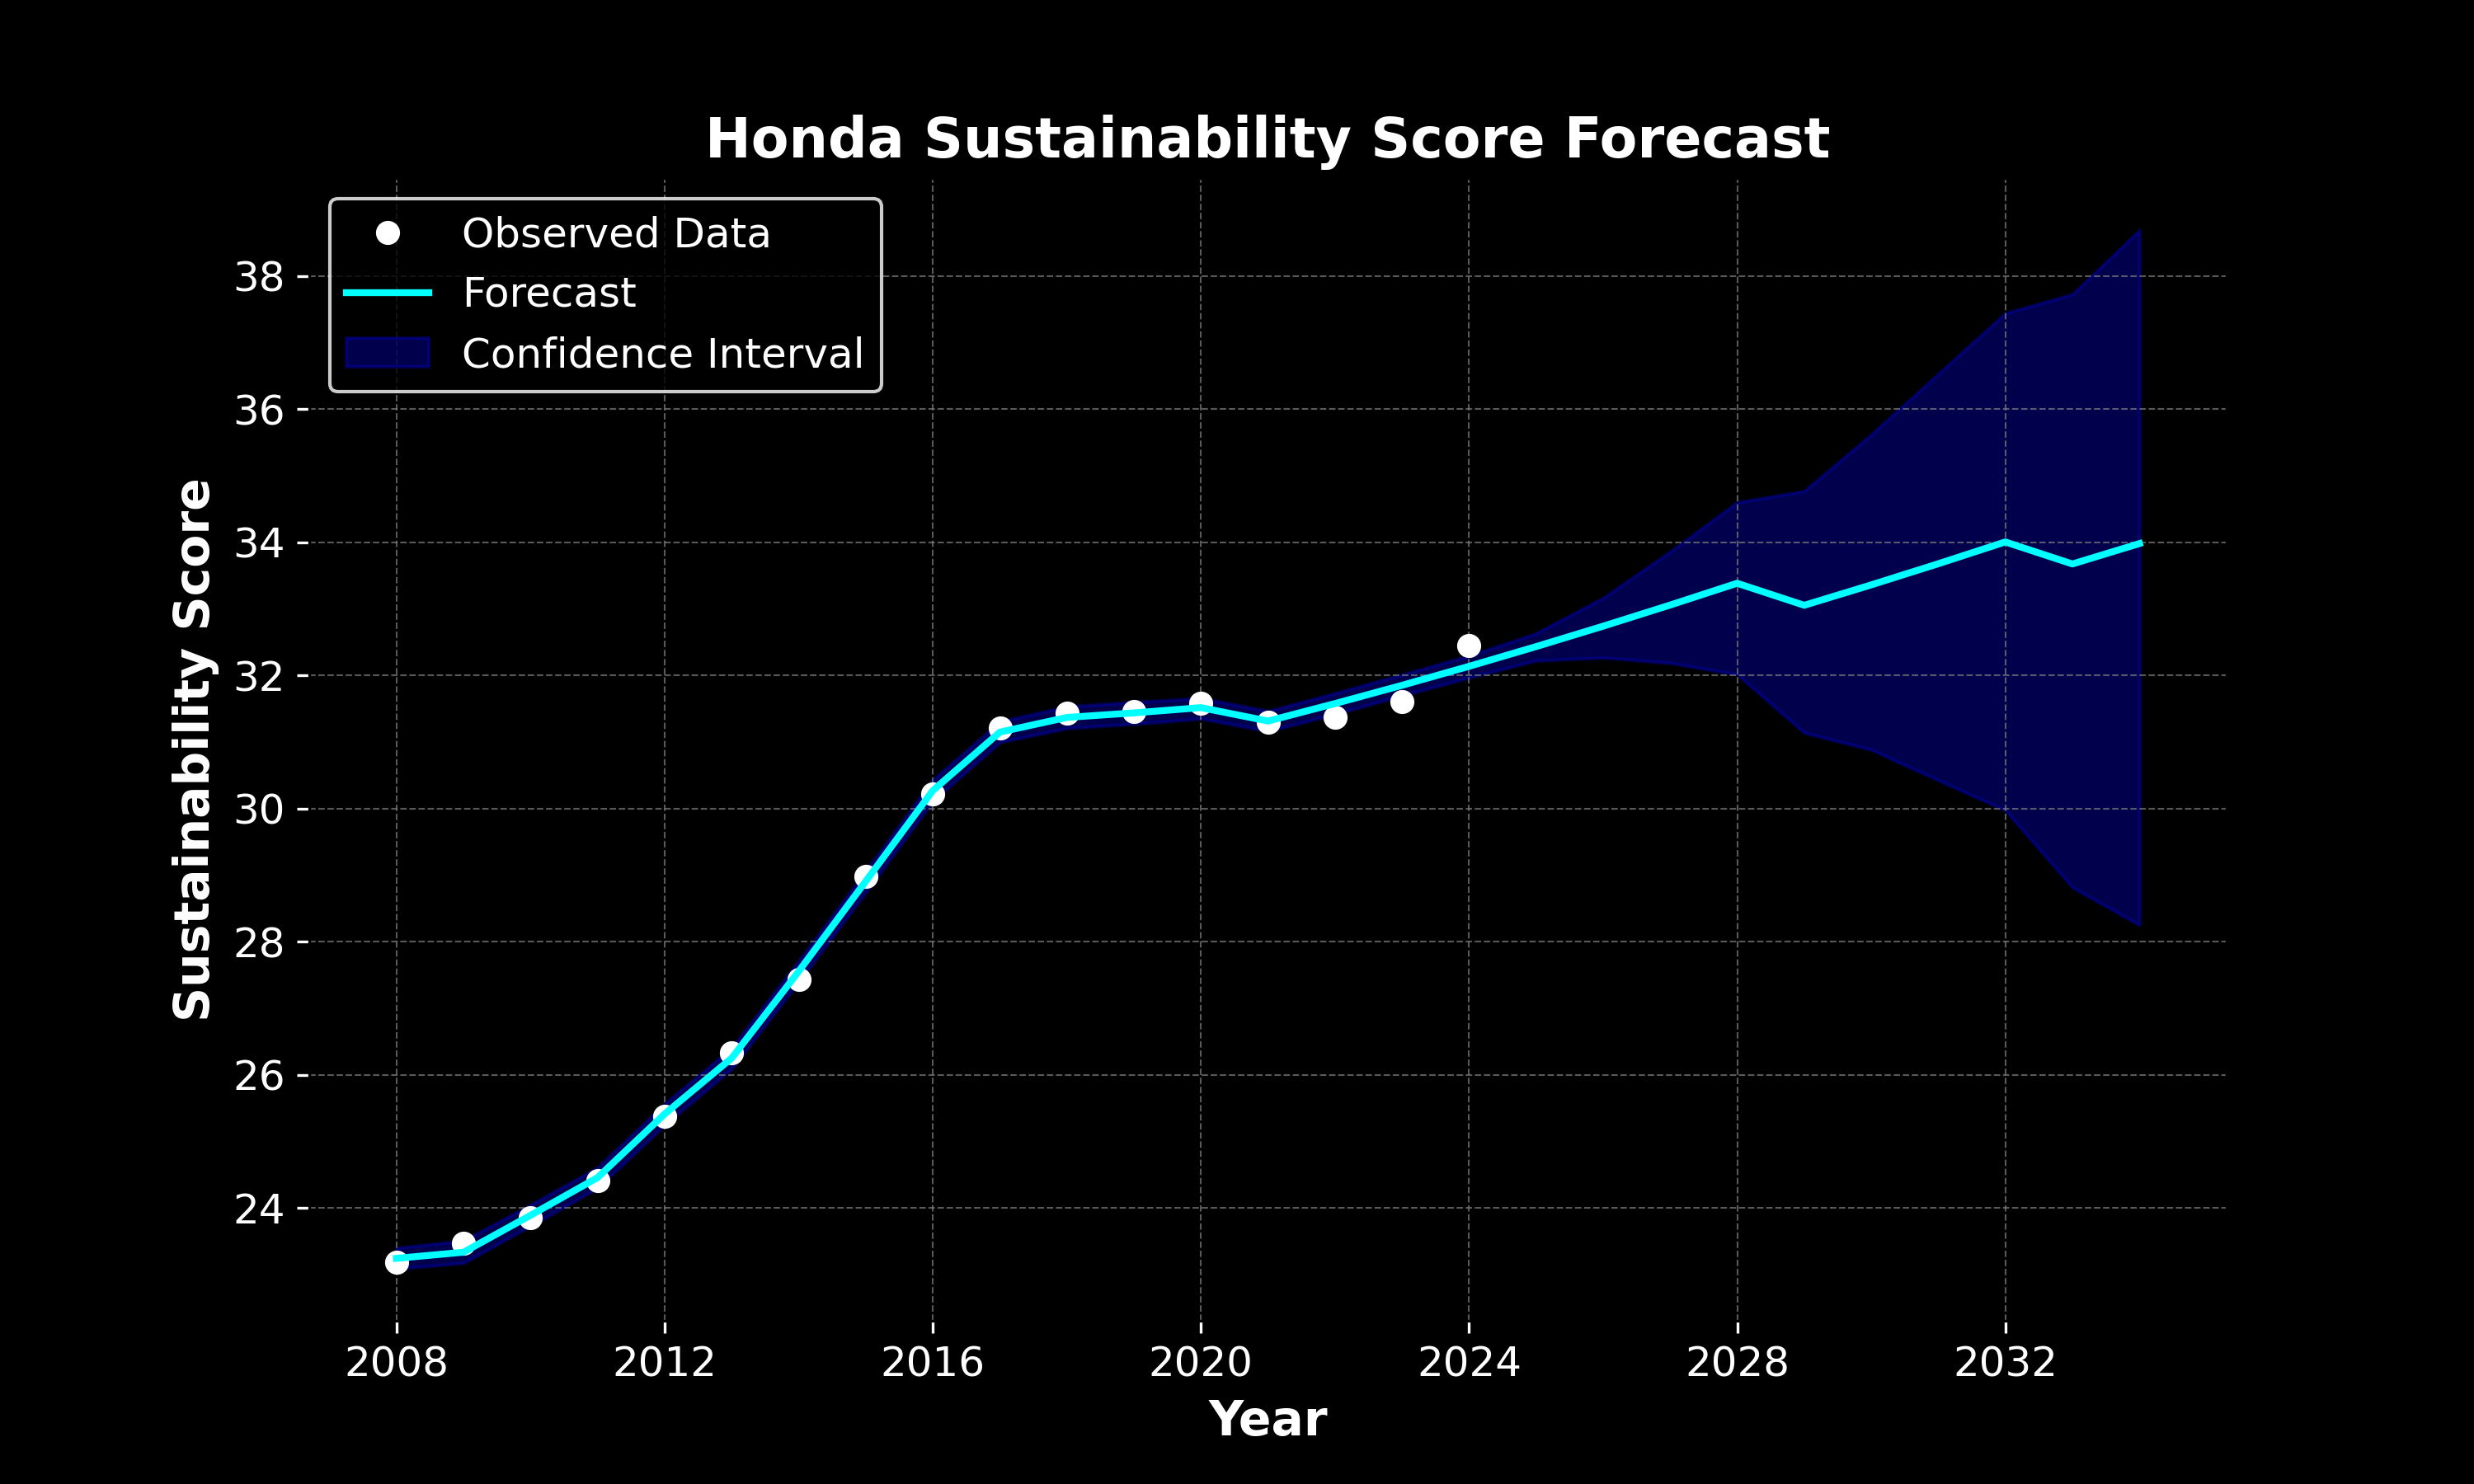 Honda Sustainability Score Forecast
Observed Data
Forecast
Confidence Interval
Sustainability Score
38
36
34
32
30
28
26
24
2008 2012 2016 2020 2024 2028 2032
Year